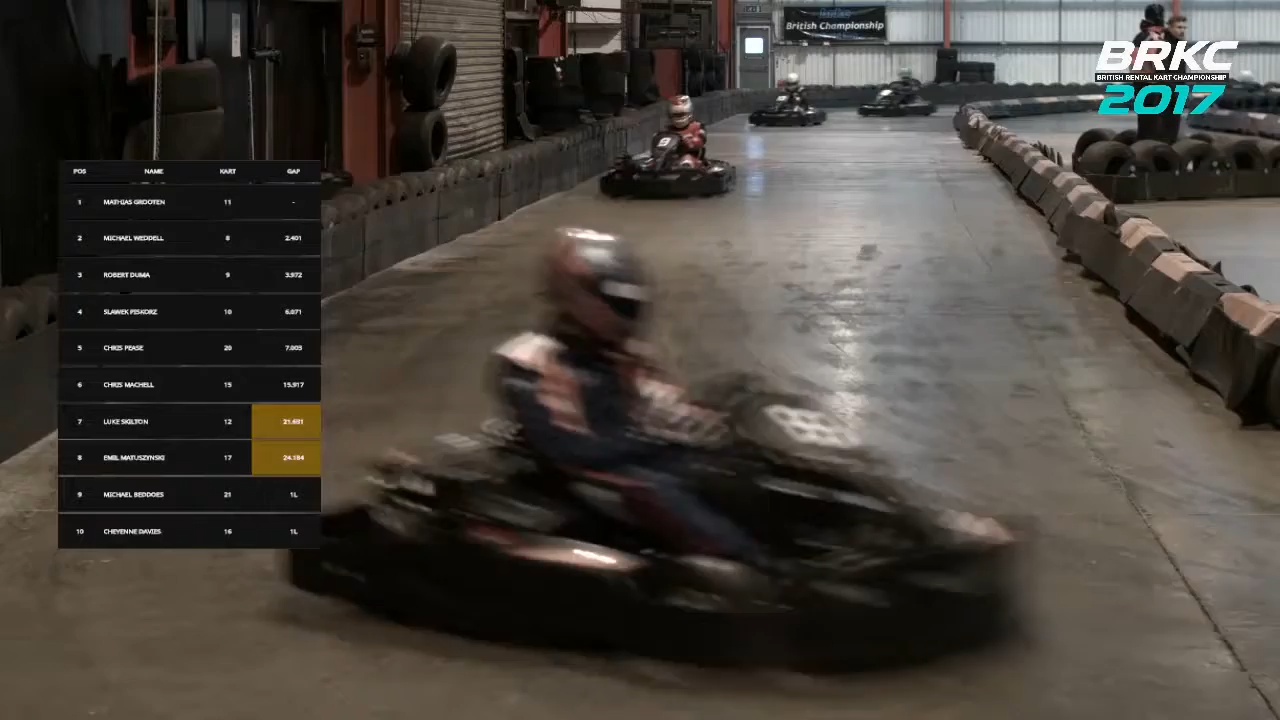 British Championship
BRKC
BRITISH RENTAL KART CHAMPIONSHIP
2017
POS NAME KART GAP
1 MATHIAS GROOTEN 11 -
2 MICHAEL WEDDELL 8 2.401
3 ROBERT DUMA 9 3.972
4 SLAWEK PISKORZ 10 6.071
5 CHRIS PEASE 20 7.003
6 CHRIS MACHELL 15 15.917
7 LUKE SKILTON 12
8 EMIL MATUSZYNSKI 17 24.184
9 MICHAEL BEDDOES 21 1L
10 CHEYENNE DAVIES 16 1L
9